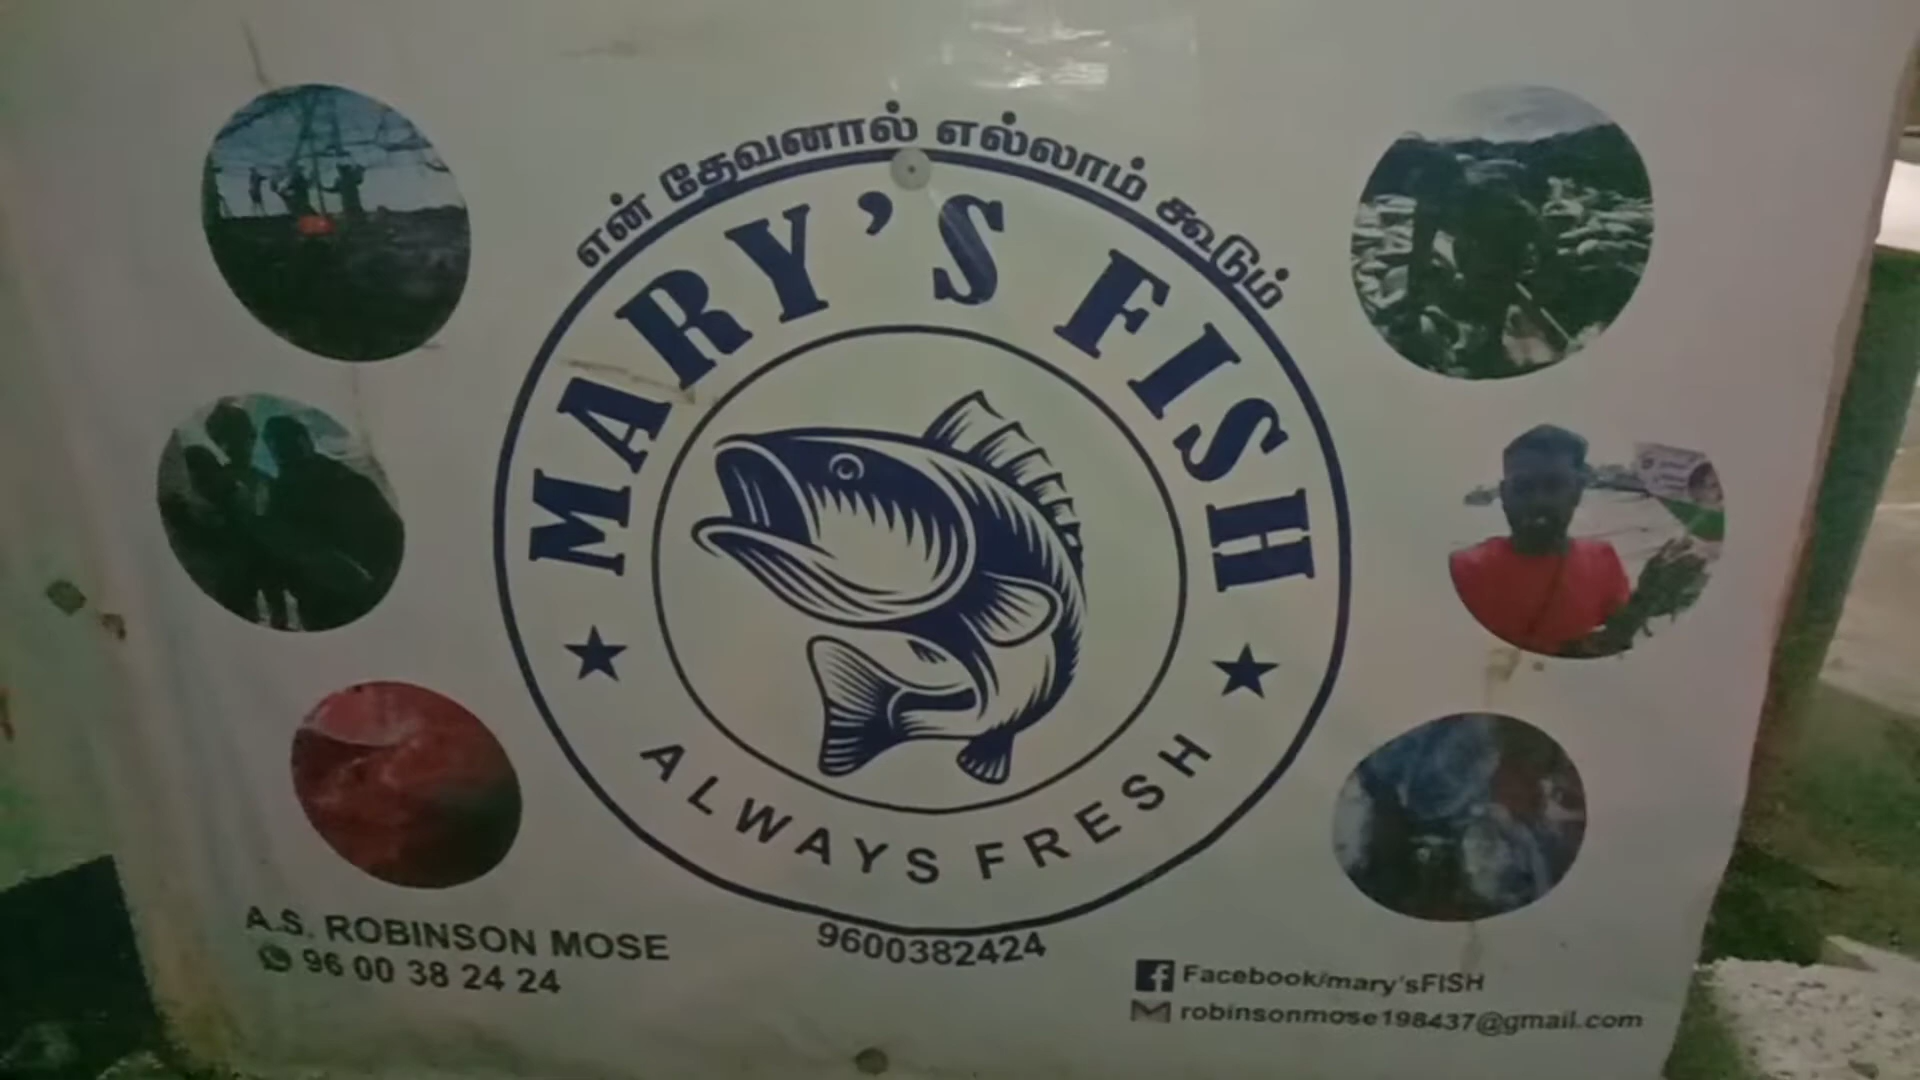 என் தேவனால் எல்லாம் கூடும்
MARY'S FISH
ALWAYS FRESH
9600382424
A.S. ROBINSON MOSE
96 00 38 24 24
Facebook/mary'sFISH
robinsonmose198437@gmail.com